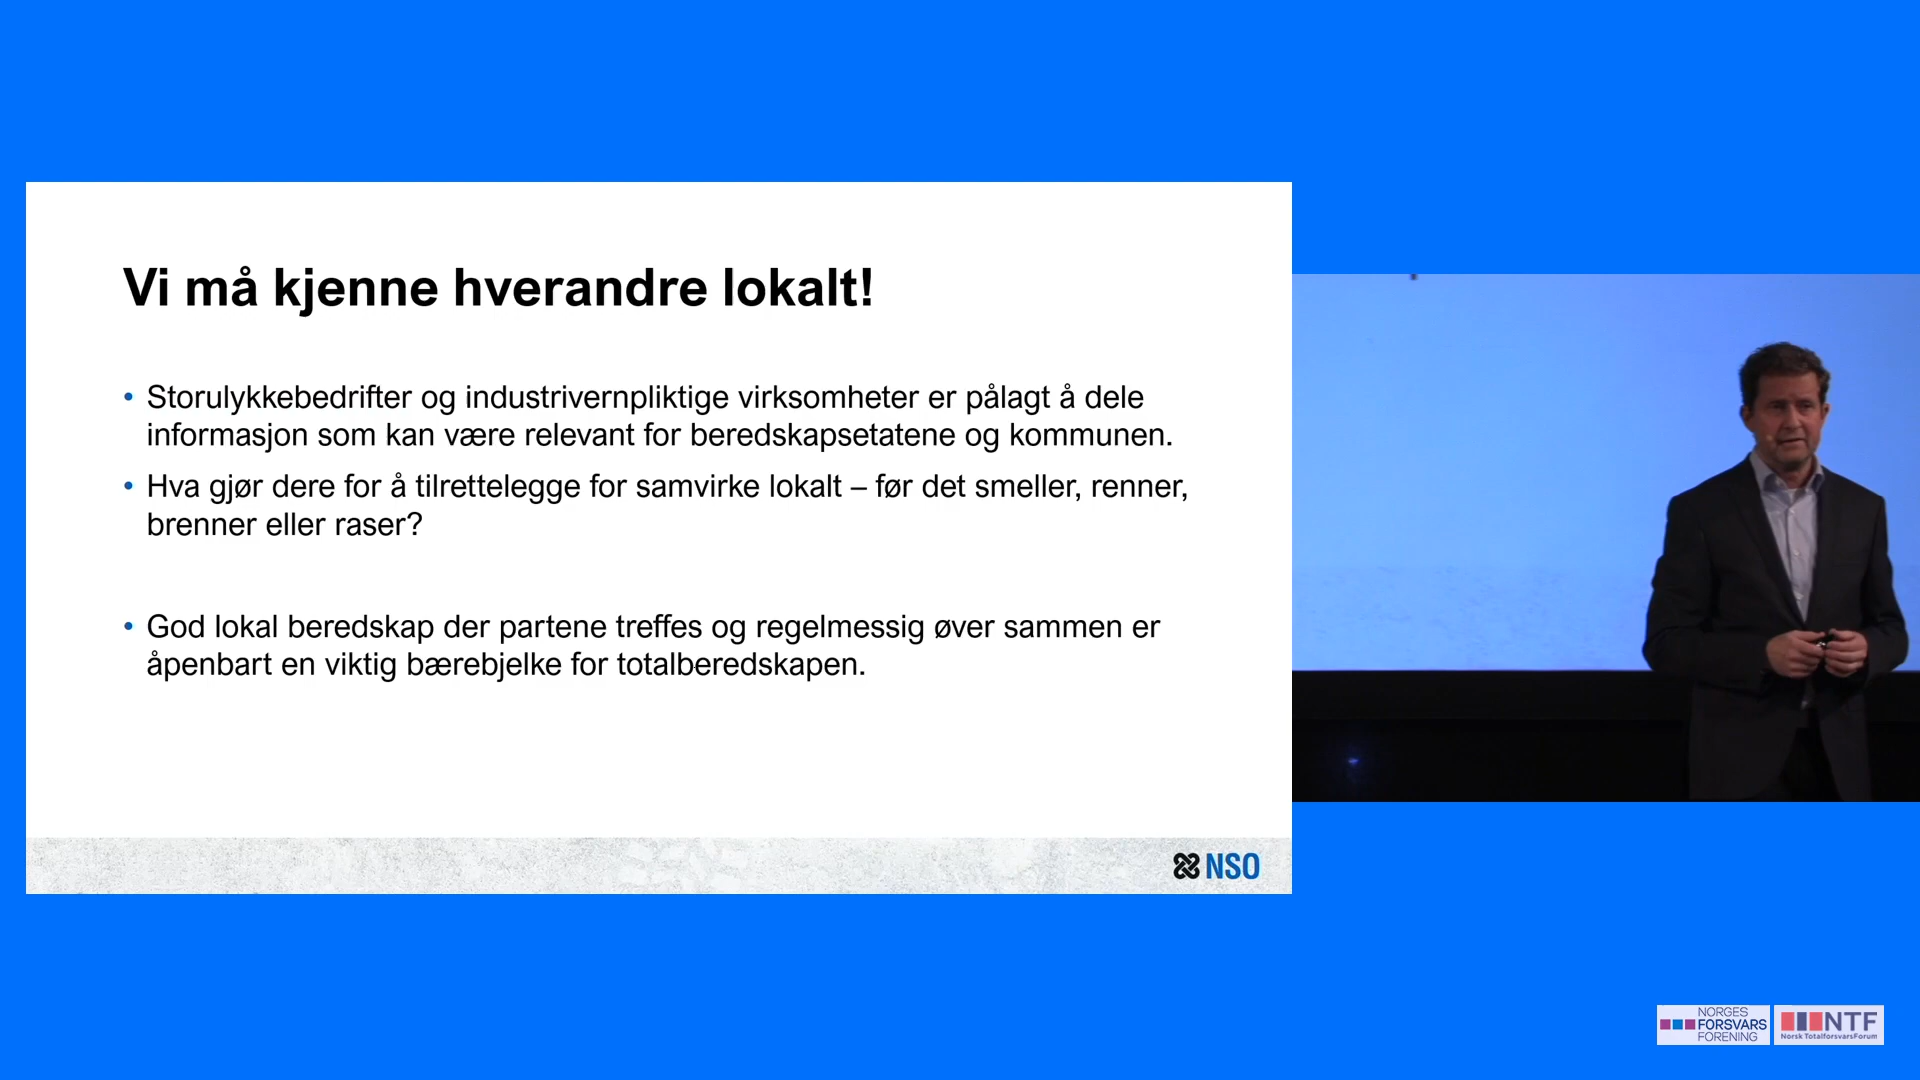 Vi må kjenne hverandre lokalt!
• Storulykkebedrifter og industrivernpliktige virksomheter er pålagt å dele
informasjon som kan være relevant for beredskapsetatene og kommunen.
• Hva gjør dere for å tilrettelegge for samvirke lokalt – før det smeller, renner,
brenner eller raser?
• God lokal beredskap der partene treffes og regelmessig øver sammen er
åpenbart en viktig bærebjelke for totalberedskapen.
NSO
NORGES
FORSVARS
FORENING
NTF
Norsk TotalforsvarsForum